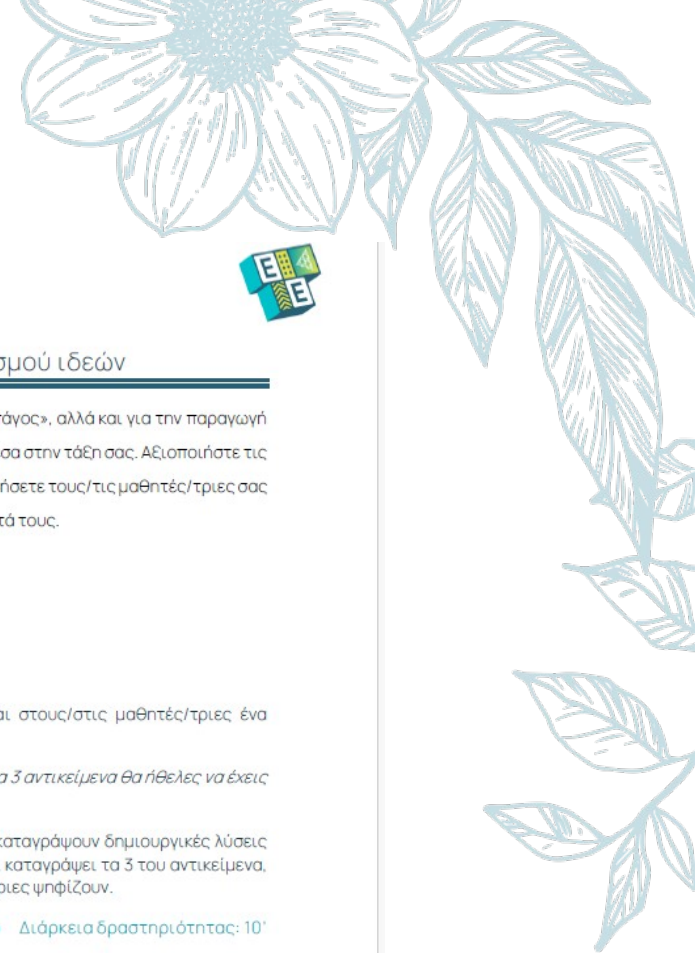 Ε
Ε
σμού ιδεών
άγος», αλλά και για την παραγωγή
σα στην τάξη σας. Αξιοποιήστε τις
ήσετε τους/τις μαθητές/τριες σας
τά τους.
αι στους/στις μαθητές/τριες ένα
α 3 αντικείμενα θα ήθελες να έχεις
καταγράψουν δημιουργικές λύσεις
καταγράψει τα 3 του αντικείμενα,
ριες ψηφίζουν.
Διάρκεια δραστηριότητας: 10'